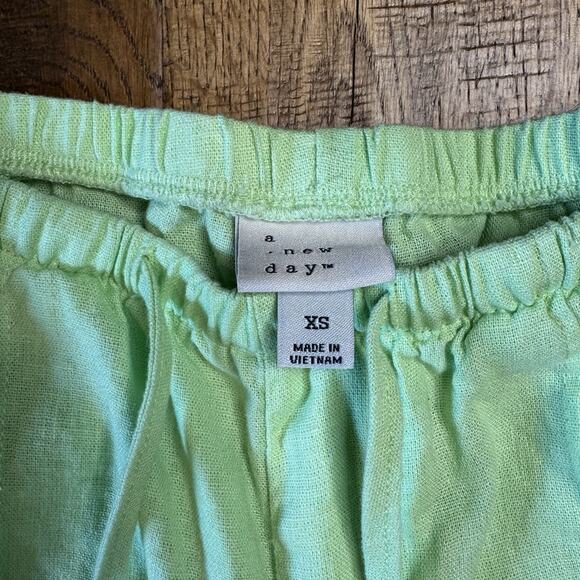 a
. new
day™
XS
MADE IN
VIETNAM